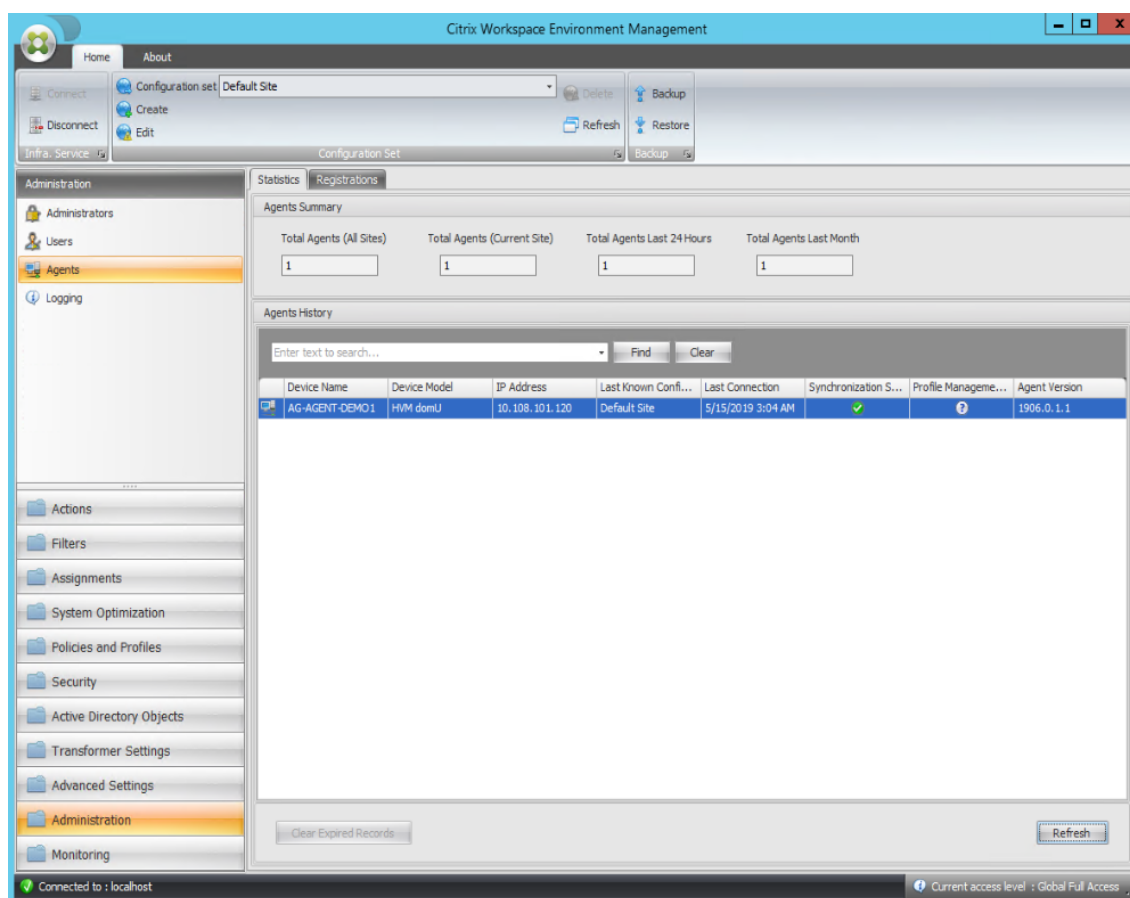 Citrix Workspace Environment Management
Home About
Connect
Disconnect
Infra. Service
Configuration set Default Site
Create
Edit
Delete
Refresh
Configuration Set
Backup
Restore
Backup
Administration
Administrators
Users
Agents
Logging
Actions
Filters
Assignments
System Optimization
Policies and Profiles
Security
Active Directory Objects
Transformer Settings
Advanced Settings
Administration
Monitoring
Statistics Registrations
Agents Summary
Total Agents (All Sites) Total Agents (Current Site) Total Agents Last 24 Hours Total Agents Last Month
1 1 1 1
Agents History
Enter text to search... Find Clear
Device Name Device Model IP Address Last Known Confi... Last Connection Synchronization S... Profile Manageme... Agent Version
AG-AGENT-DEMO1 HVM domU 10.108.101.120 Default Site 5/15/2019 3:04 AM 1906.0.1.1
Clear Expired Records Refresh
Connected to : localhost Current access level : Global Full Access